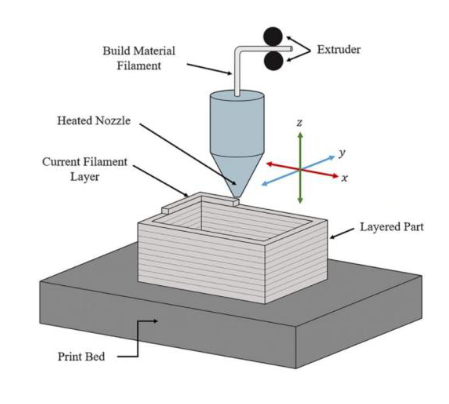 Build Material
Filament
Extruder
Heated Nozzle
z
y
x
Current Filament
Layer
Layered Part
Print Bed